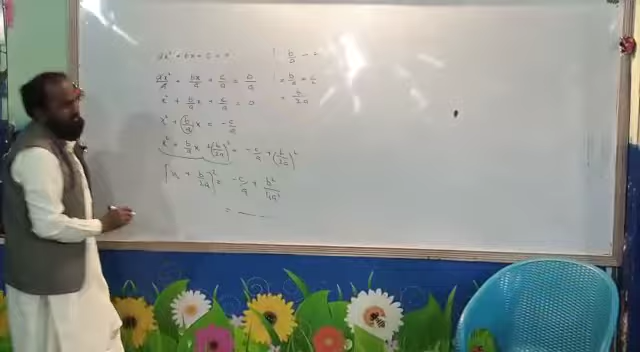 ax² + bx + c = 0
ax²/a + bx/a + c/a = 0/a
x² + b/a x + c/a = 0
x² + (b/a)x = -c/a
x² + b/a x + (b/2a)² = -c/a + (b/2a)²
[x + b/2a]² = -c/a + b²/4a²
=
= b/2a